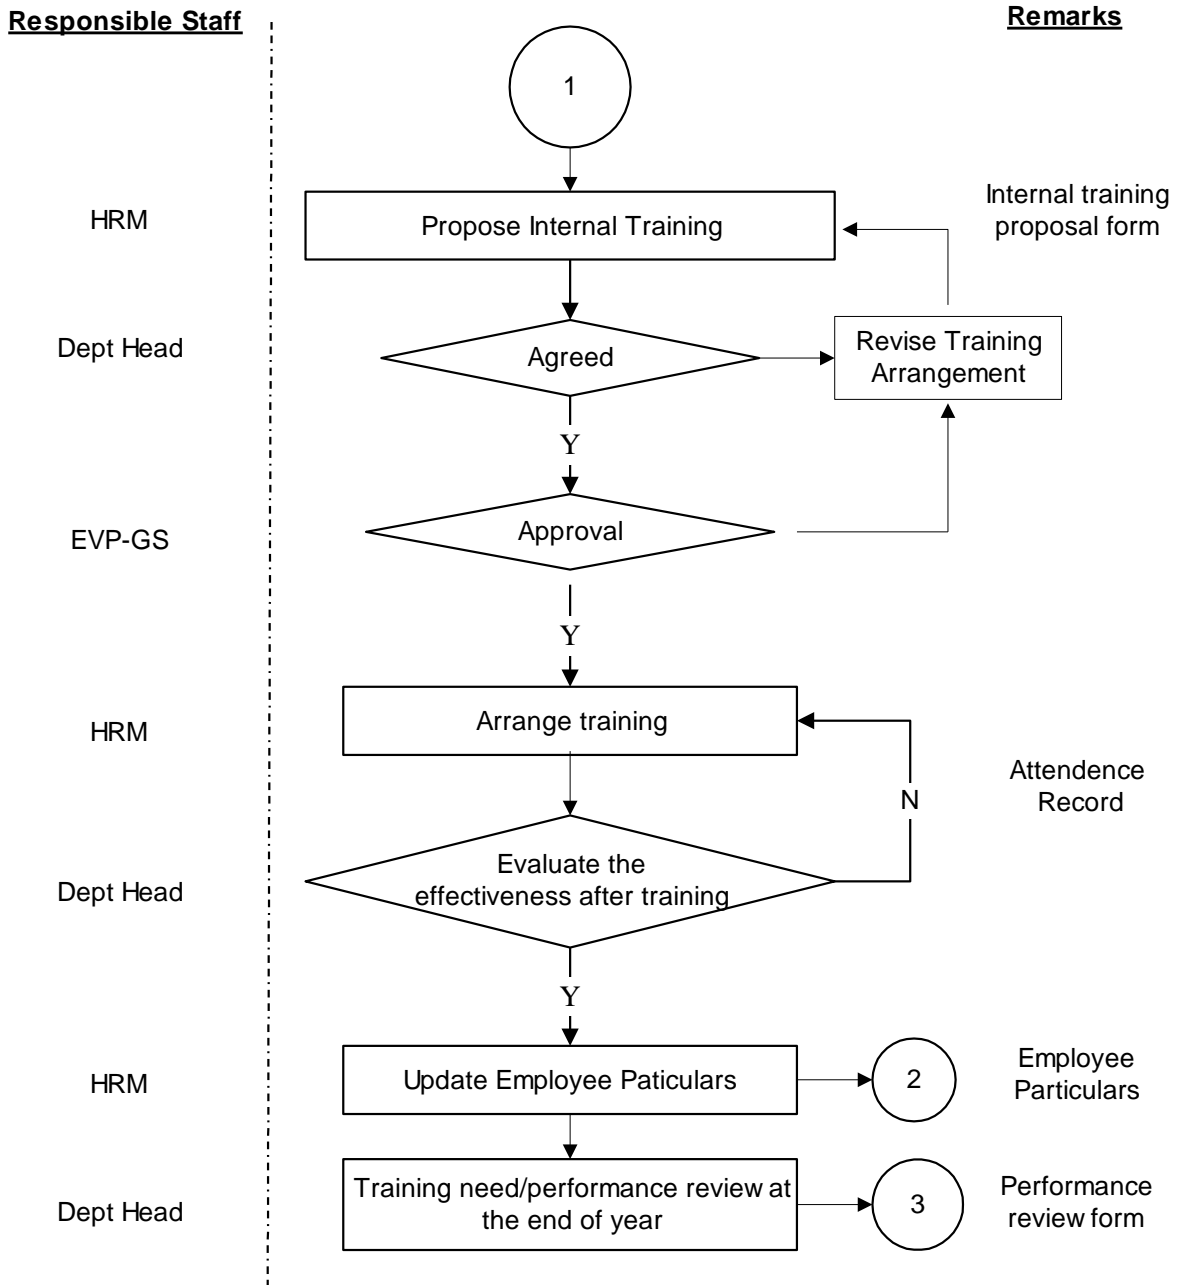 Responsible Staff
Remarks
1
HRM
Propose Internal Training
Internal training
proposal form
Dept Head
Agreed
Revise Training
Arrangement
Y
EVP-GS
Approval
Y
HRM
Arrange training
Attendence
Record
N
Dept Head
Evaluate the
effectiveness after training
Y
HRM
Update Employee Paticulars
2
Employee
Particulars
Dept Head
Training need/performance review at
the end of year
3
Performance
review form